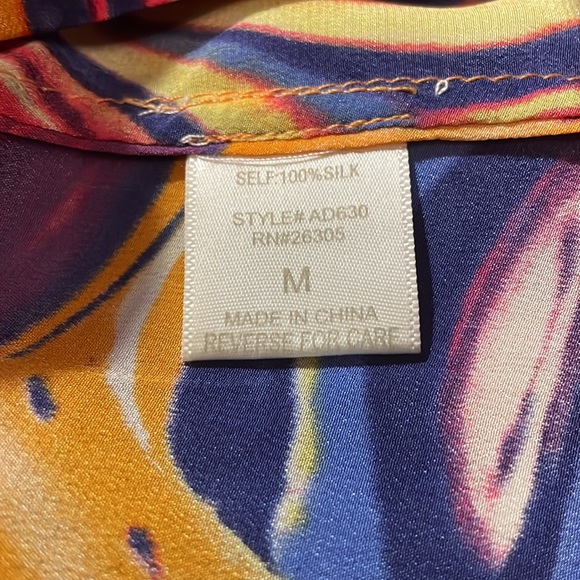 SELF:100%SILK
STYLE# AD630
RN#26305
M
MADE IN CHINA
REVERSE FOR CARE